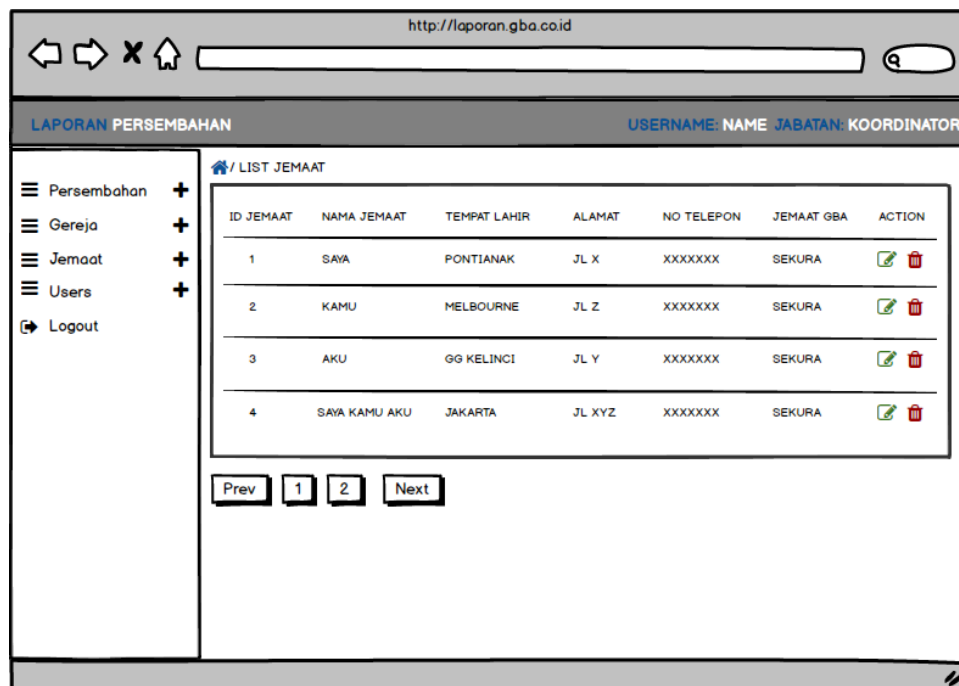 http://laporan.gba.co.id
LAPORAN PERSEMBAHAN
USERNAME: NAME JABATAN: KOORDINATOR
Persembahan
Gereja
Jemaat
Users
Logout
/ LIST JEMAAT
ID JEMAAT NAMA JEMAAT TEMPAT LAHIR ALAMAT NO TELEPON JEMAAT GBA ACTION
1 SAYA PONTIANAK JL X XXXXXXX SEKURA
2 KAMU MELBOURNE JL Z XXXXXXX SEKURA
3 AKU GG KELINCI JL Y XXXXXXX SEKURA
4 SAYA KAMU AKU JAKARTA JL XYZ XXXXXXX SEKURA
Prev 1 2 Next